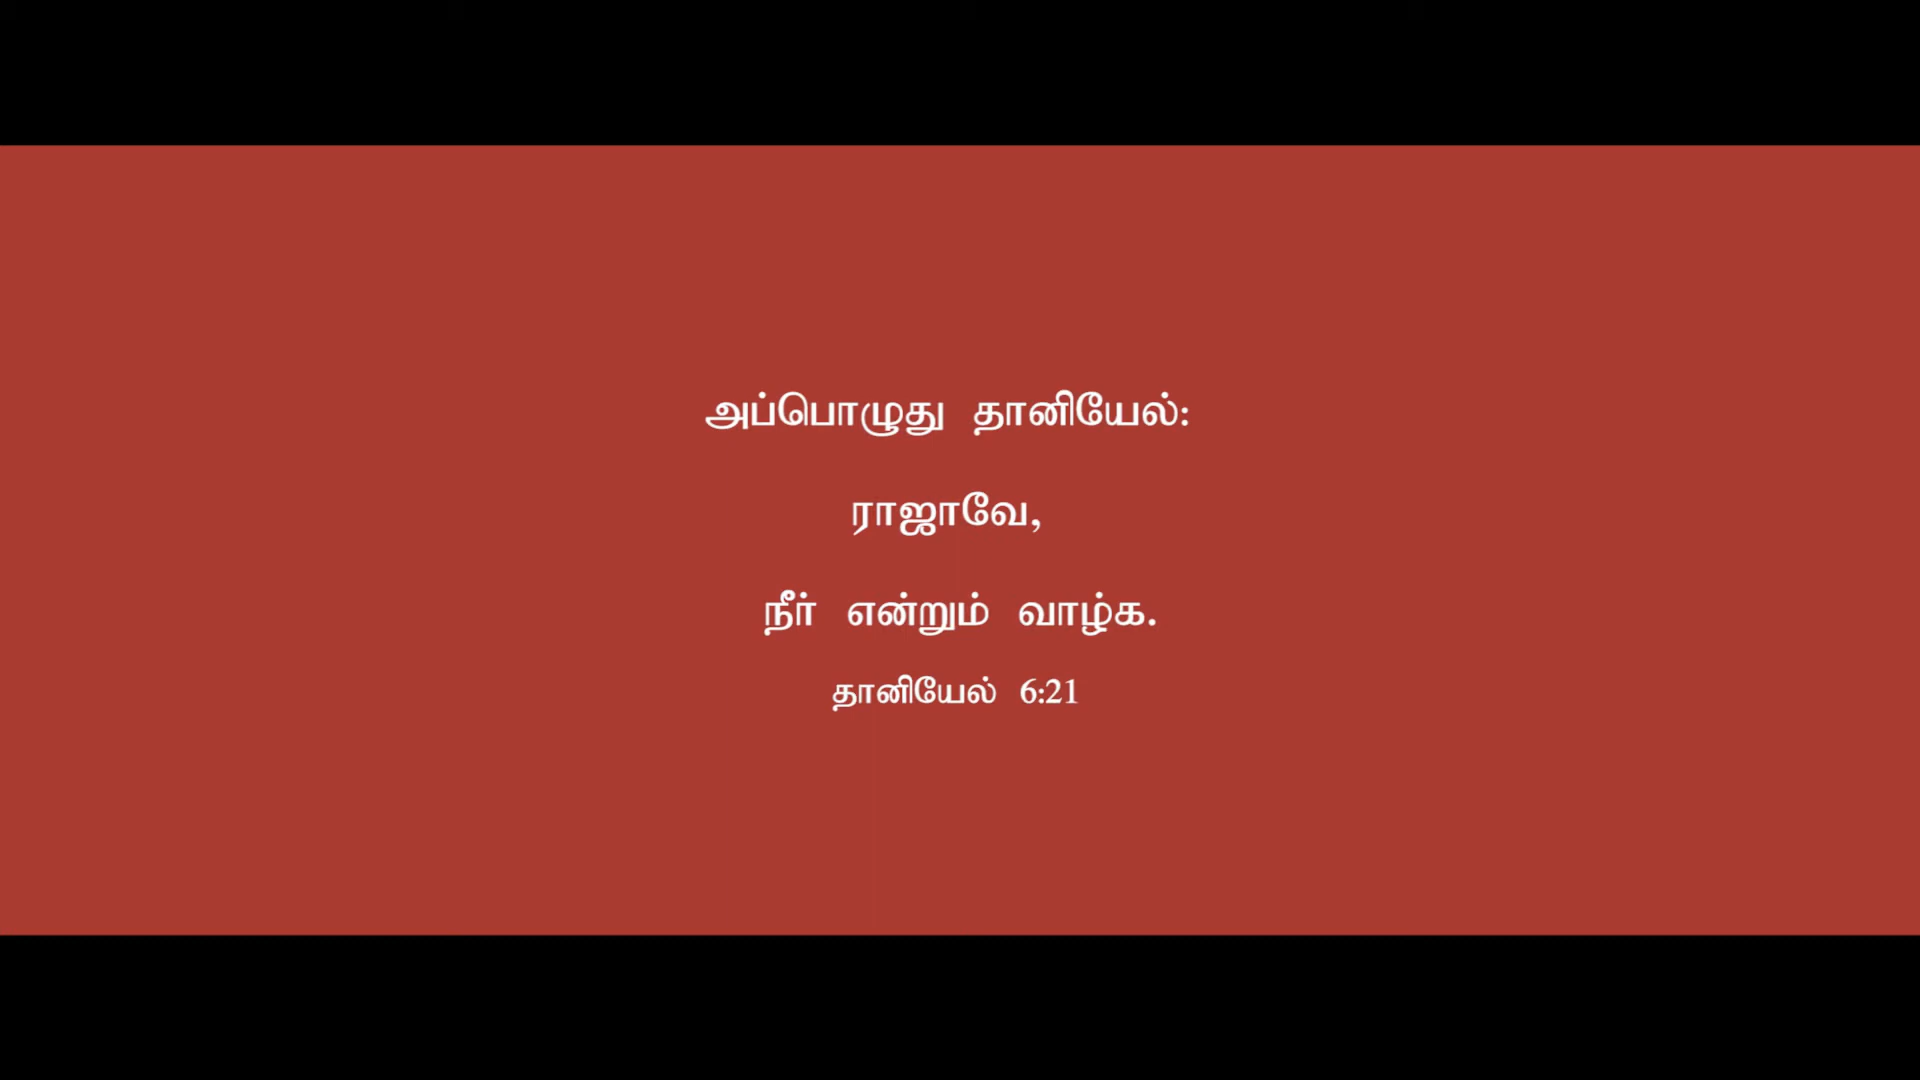 அப்பொழுது தானியேல்:
ராஜாவே,
நீர் என்றும் வாழ்க.
தானியேல் 6:21